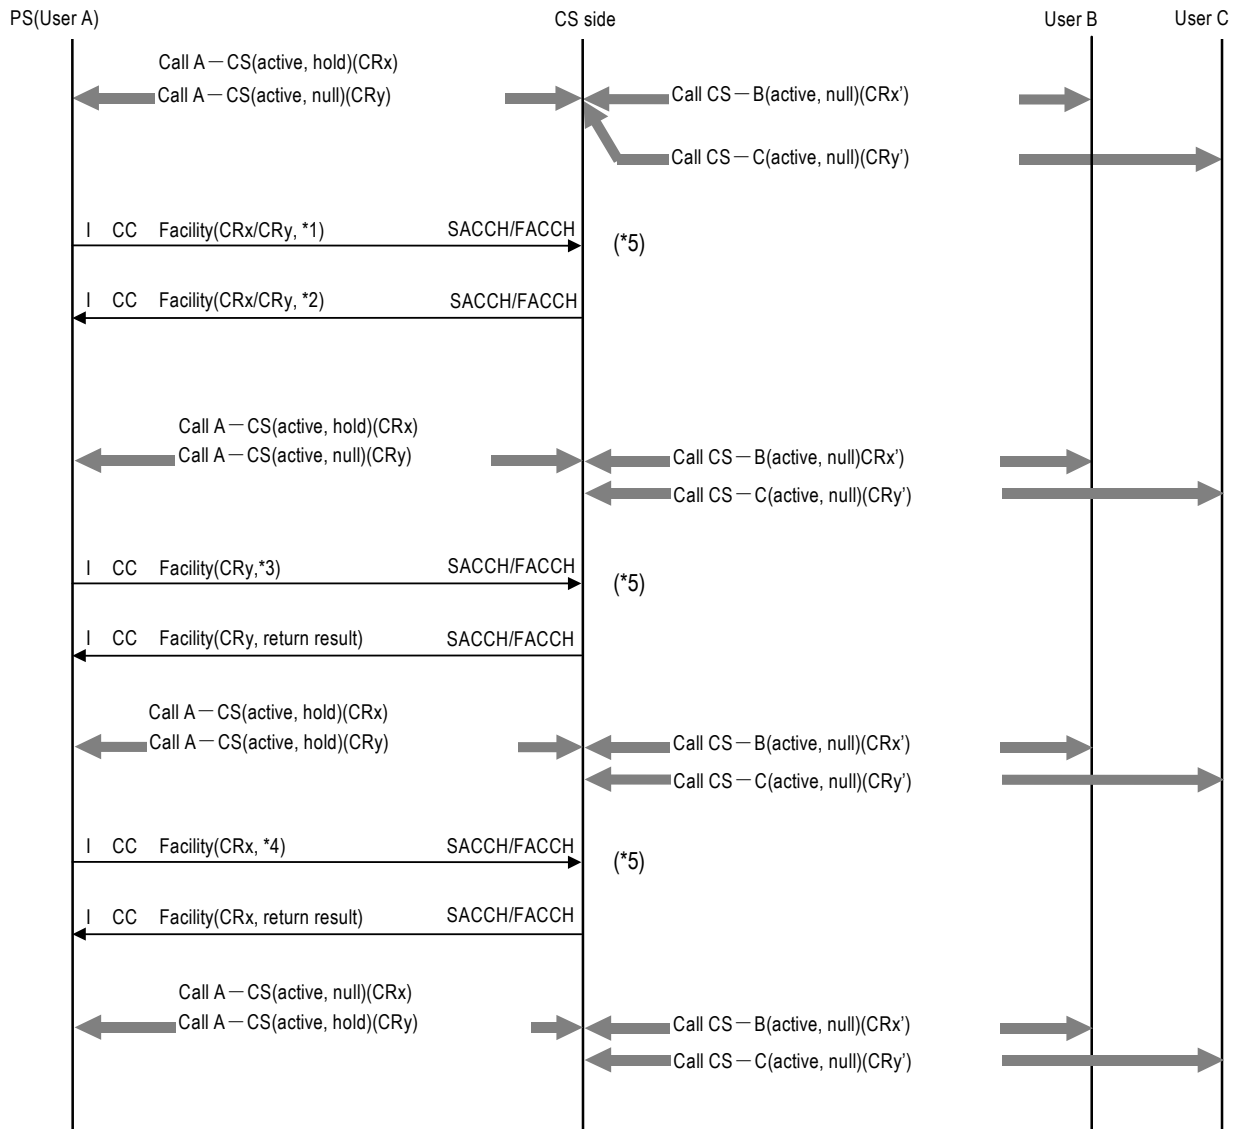 PS(User A) CS side User B User C
Call A－CS(active, hold)(CRx)
Call A－CS(active, null)(CRy) Call CS－B(active, null)(CRx’)
Call CS－C(active, null)(CRy’)
I CC Facility(CRx/CRy, *1) SACCH/FACCH (*5)
I CC Facility(CRx/CRy, *2) SACCH/FACCH
Call A－CS(active, hold)(CRx)
Call A－CS(active, null)(CRy) Call CS－B(active, null)CRx’)
Call CS－C(active, null)(CRy’)
I CC Facility(CRy,*3) SACCH/FACCH (*5)
I CC Facility(CRy, return result) SACCH/FACCH
Call A－CS(active, hold)(CRx)
Call A－CS(active, hold)(CRy) Call CS－B(active, null)(CRx’)
Call CS－C(active, null)(CRy’)
I CC Facility(CRx, *4) SACCH/FACCH (*5)
I CC Facility(CRx, return result) SACCH/FACCH
Call A－CS(active, null)(CRx)
Call A－CS(active, hold)(CRy) Call CS－B(active, null)(CRx’)
Call CS－C(active, null)(CRy’)